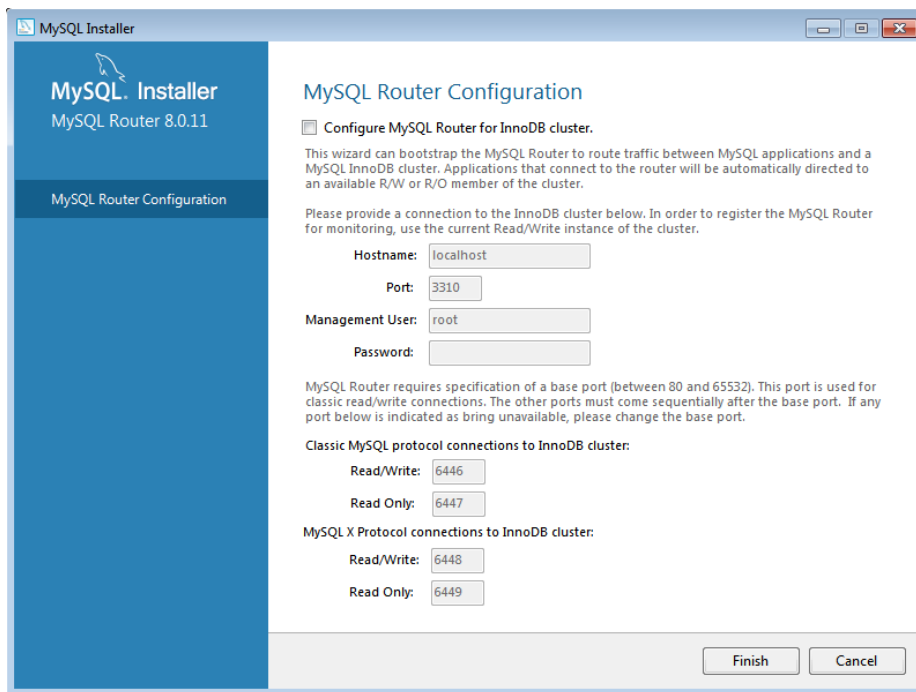 MySQL Installer
MySQL. Installer
MySQL Router 8.0.11
MySQL Router Configuration
MySQL Router Configuration
Configure MySQL Router for InnoDB cluster.
This wizard can bootstrap the MySQL Router to route traffic between MySQL applications and a
MySQL InnoDB cluster. Applications that connect to the router will be automatically directed to
an available R/W or R/O member of the cluster.
Please provide a connection to the InnoDB cluster below. In order to register the MySQL Router
for monitoring, use the current Read/Write instance of the cluster.
Hostname: localhost
Port: 3310
Management User: root
Password:
MySQL Router requires specification of a base port (between 80 and 65532). This port is used for
classic read/write connections. The other ports must come sequentially after the base port. If any
port below is indicated as bring unavailable, please change the base port.
Classic MySQL protocol connections to InnoDB cluster:
Read/Write: 6446
Read Only: 6447
MySQL X Protocol connections to InnoDB cluster:
Read/Write: 6448
Read Only: 6449
Finish Cancel